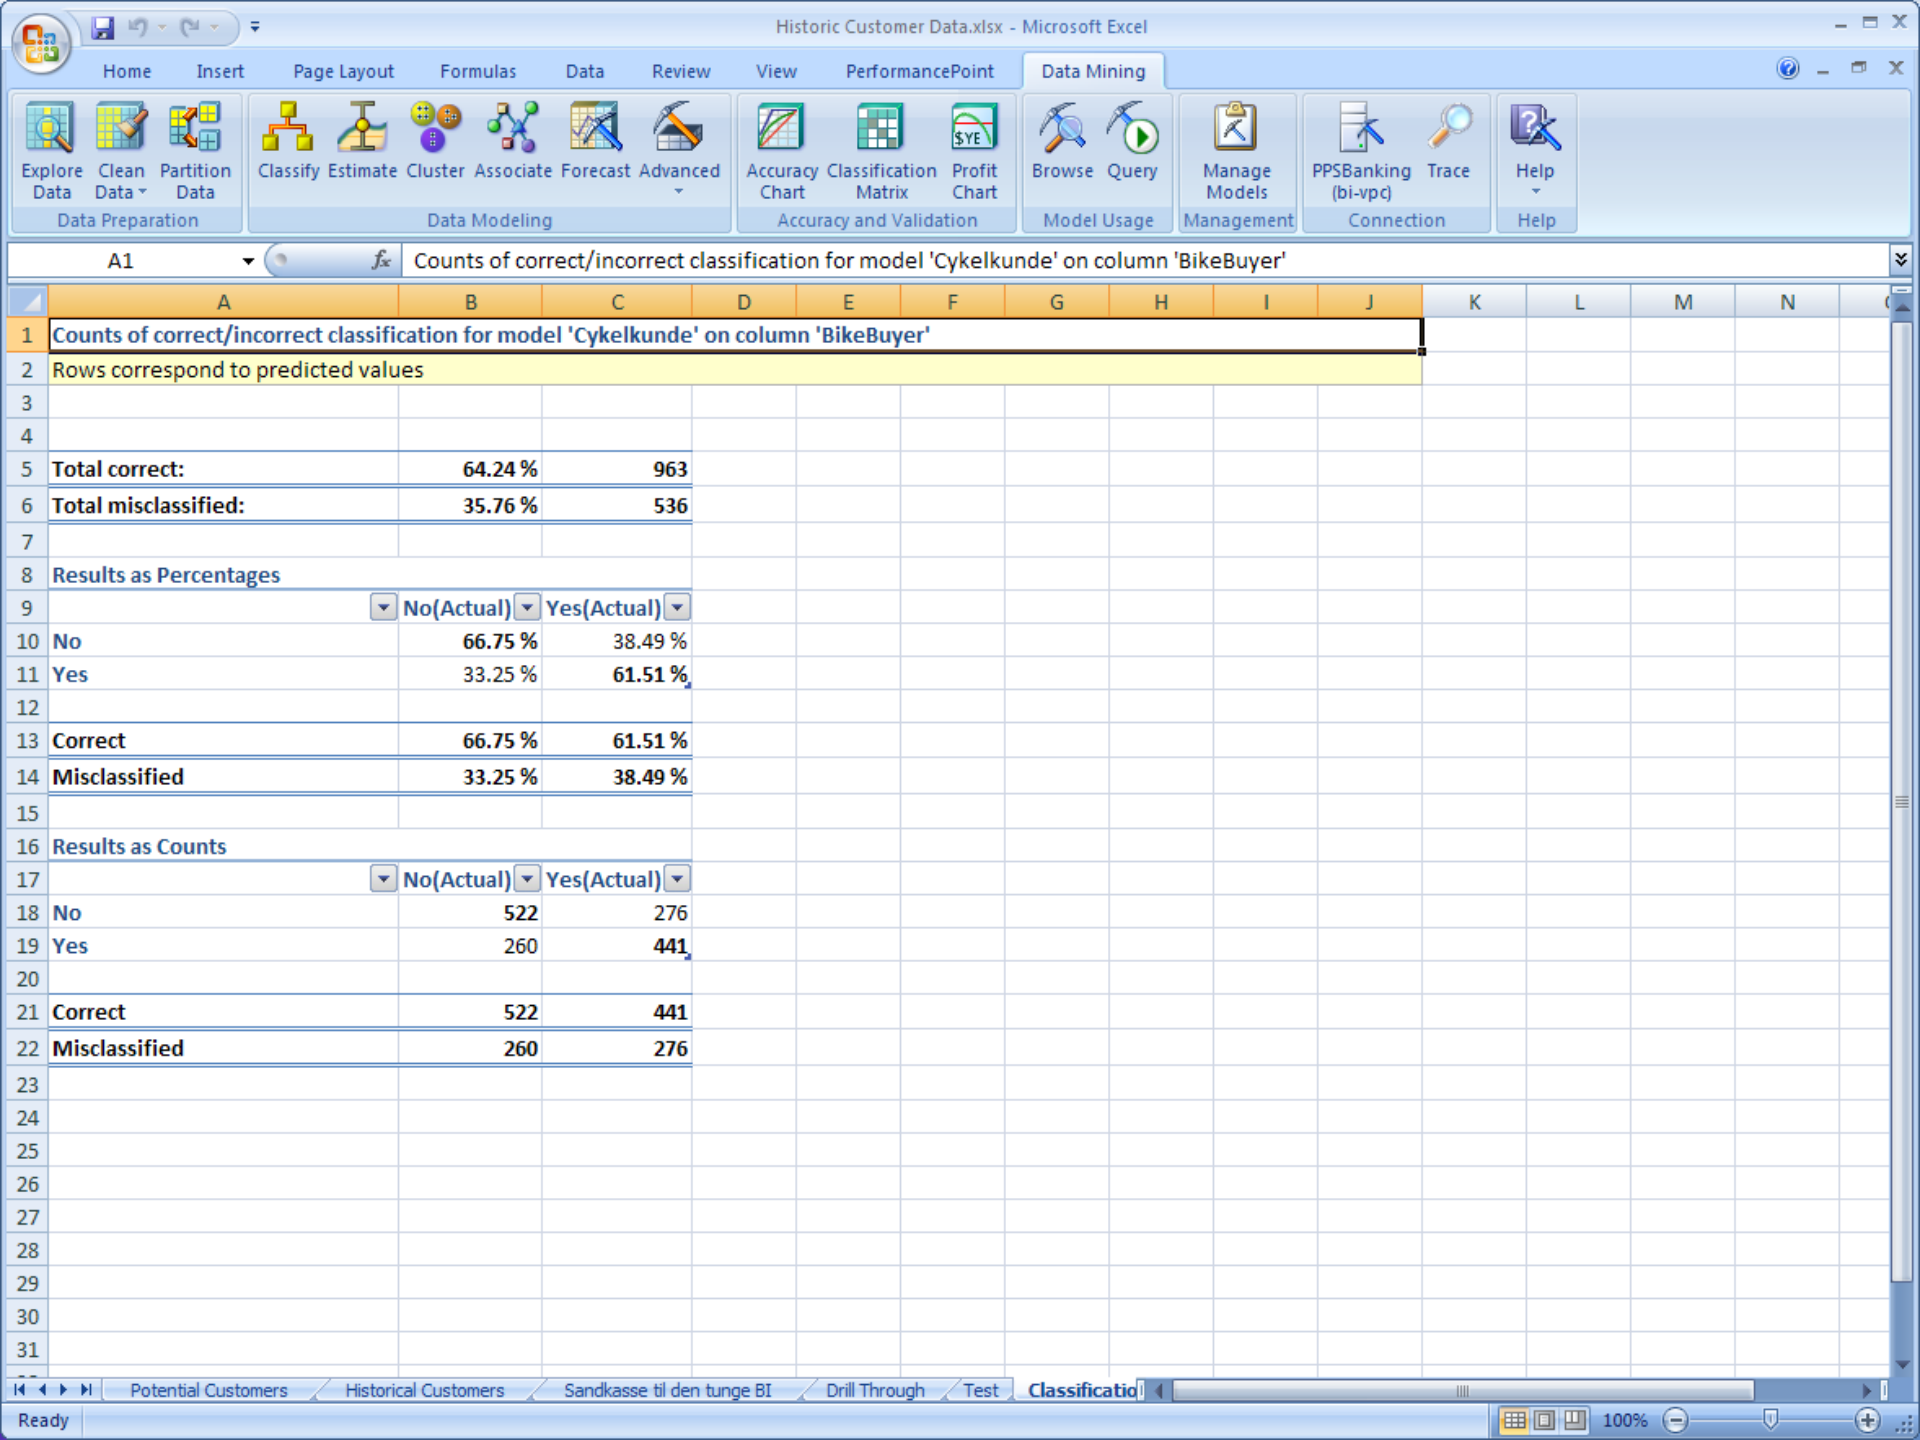 Historic Customer Data.xlsx - Microsoft Excel
Home Insert Page Layout Formulas Data Review View PerformancePoint Data Mining
Explore Data Clean Data Partition Data Classify Estimate Cluster Associate Forecast Advanced Accuracy Chart Classification Matrix $YE Profit Chart Browse Query Manage Models PPSBanking (bi-vpc) Trace Help
Data Preparation Data Modeling Accuracy and Validation Model Usage Management Connection Help
A1 fx Counts of correct/incorrect classification for model 'Cykelkunde' on column 'BikeBuyer'
A B C D E F G H I J K L M N
1 Counts of correct/incorrect classification for model 'Cykelkunde' on column 'BikeBuyer'
2 Rows correspond to predicted values
3
4
5 Total correct: 64.24 % 963
6 Total misclassified: 35.76 % 536
7
8 Results as Percentages
9 No(Actual) Yes(Actual)
10 No 66.75 % 38.49 %
11 Yes 33.25 % 61.51 %
12
13 Correct 66.75 % 61.51 %
14 Misclassified 33.25 % 38.49 %
15
16 Results as Counts
17 No(Actual) Yes(Actual)
18 No 522 276
19 Yes 260 441
20
21 Correct 522 441
22 Misclassified 260 276
23
24
25
26
27
28
29
30
31
Potential Customers Historical Customers Sandkasse til den tunge BI Drill Through Test Classificatio
Ready 100%